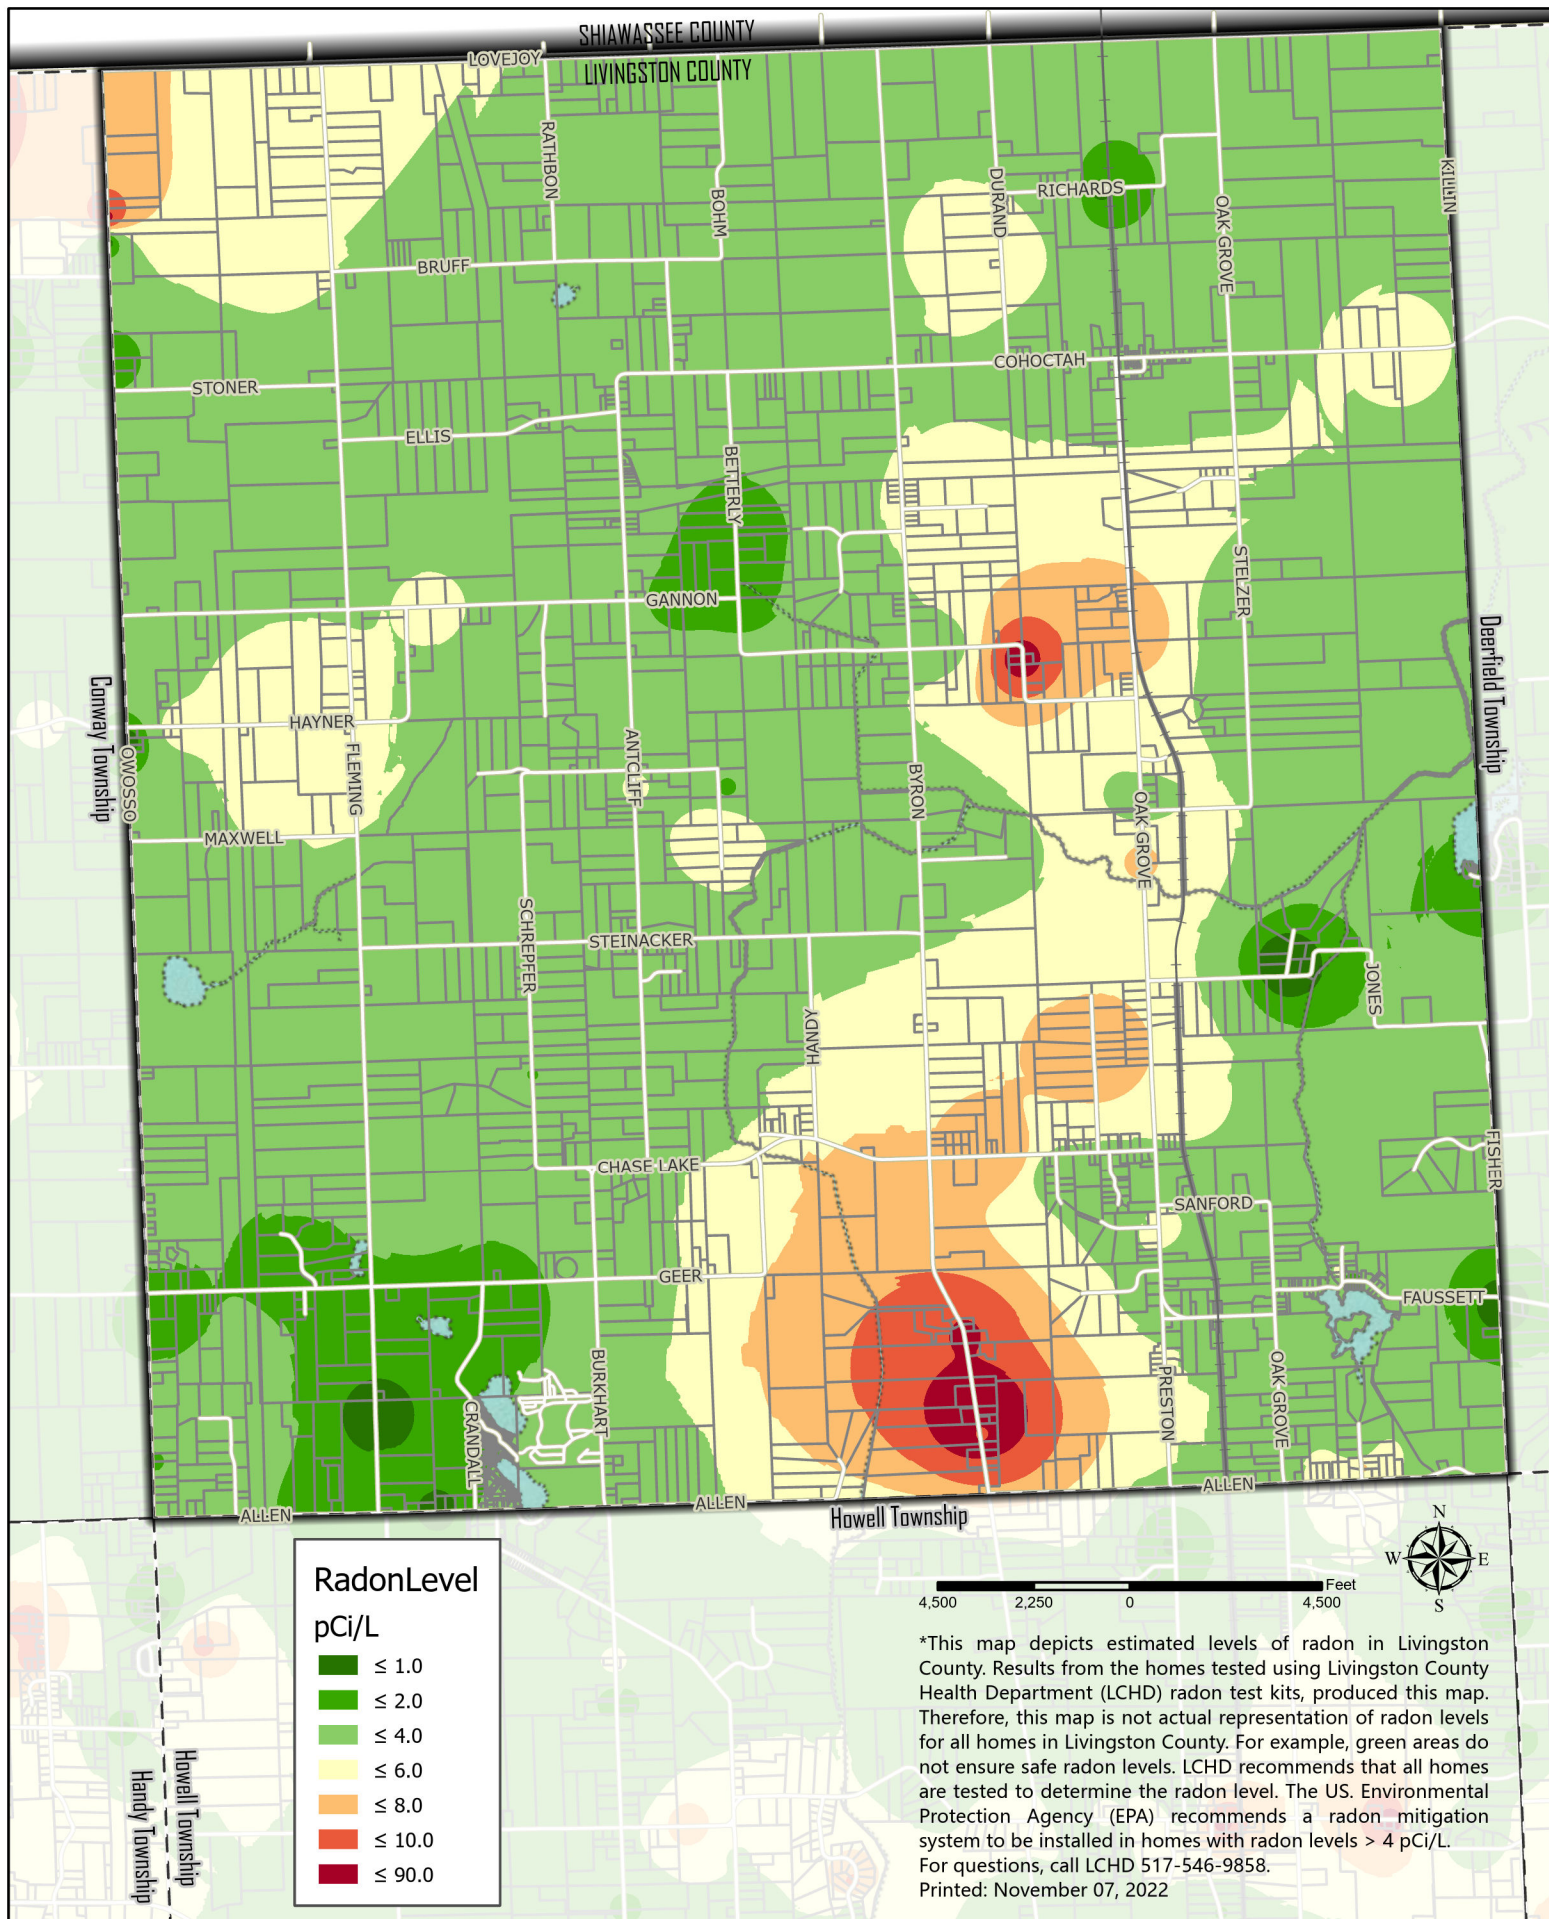 SHIAWASSEE COUNTY
LOVEJOY
LIVINGSTON COUNTY
RATHBON
BOHM
DURAND
RICHARDS
OAK GROVE
KILLIN
BRUFF
COHOCTAH
STONER
ELLIS
BETTERLY
STELZER
GANNON
Deerfield Township
Conway Township
OWOSSO
HAYNER
FLEMING
ANTCLIFF
BYRON
OAK GROVE
MAXWELL
SCHREPFER
STEINACKER
JONES
HANDY
FISHER
CHASE LAKE
SANFORD
GEER
FAUSSETT
BURKHART
CRANDALL
PRESTON
OAK GROVE
ALLEN
ALLEN
ALLEN
Howell Township
N
W
E
S
Feet
4,500
2,250
0
4,500
RadonLevel
pCi/L
≤ 1.0
≤ 2.0
≤ 4.0
≤ 6.0
≤ 8.0
≤ 10.0
≤ 90.0
Howell Township
Handy Township
*This map depicts estimated levels of radon in Livingston
County. Results from the homes tested using Livingston County
Health Department (LCHD) radon test kits, produced this map.
Therefore, this map is not actual representation of radon levels
for all homes in Livingston County. For example, green areas do
not ensure safe radon levels. LCHD recommends that all homes
are tested to determine the radon level. The US. Environmental
Protection Agency (EPA) recommends a radon mitigation
system to be installed in homes with radon levels > 4 pCi/L.
For questions, call LCHD 517-546-9858.
Printed: November 07, 2022